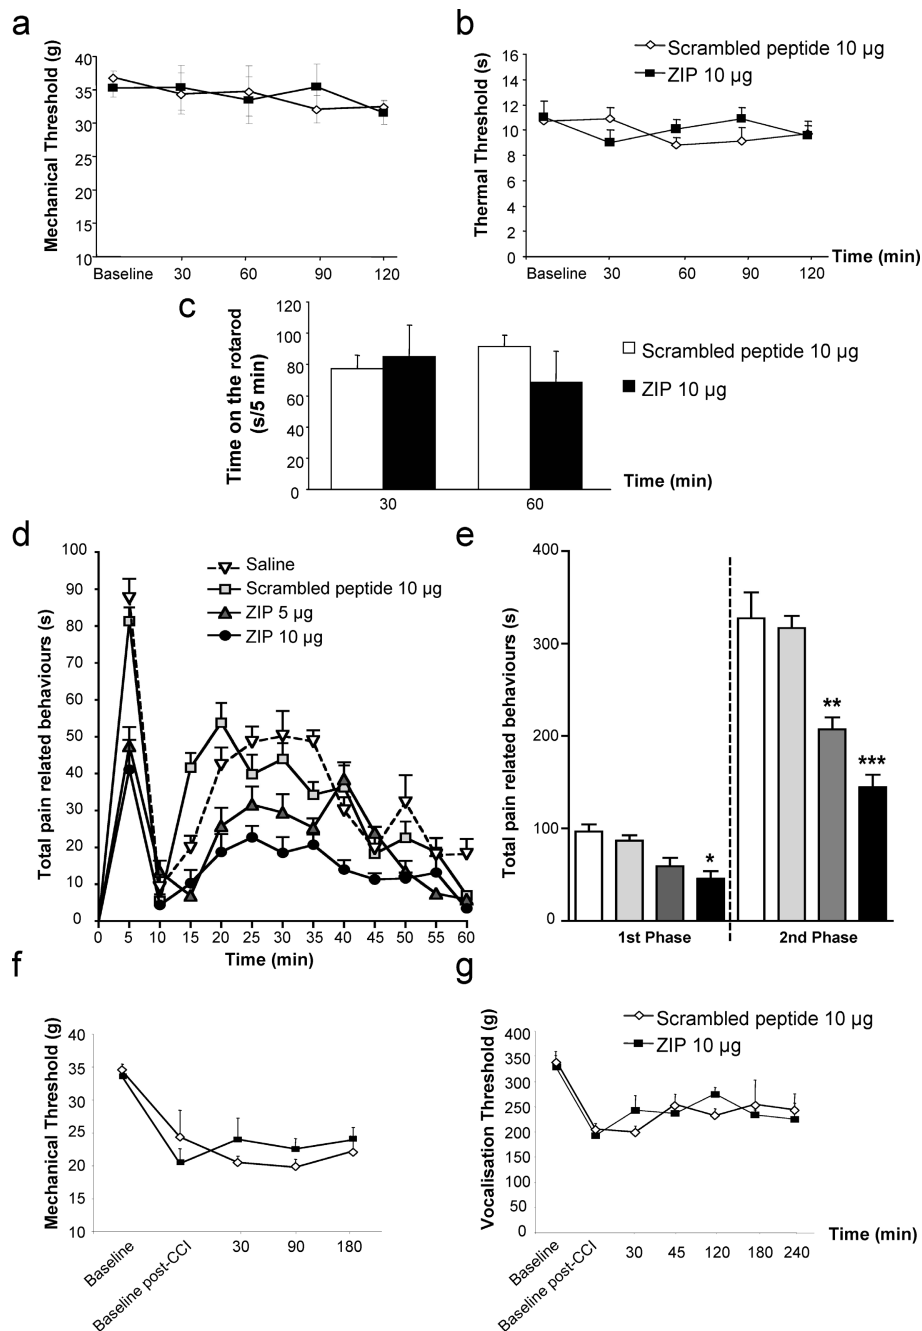 a
Mechanical Threshold (g)
40
35
30
25
20
15
10
Baseline 30 60 90 120
b
Scrambled peptide 10 µg
ZIP 10 µg
Thermal Threshold (s)
16
14
12
10
8
6
4
2
0
Baseline 30 60 90 120
Time (min)
c
Time on the rotarod
(s/5 min)
120
100
80
60
40
20
0
30 60
Time (min)
Scrambled peptide 10 µg
ZIP 10 µg
d
Total pain related behaviours (s)
100
90
80
70
60
50
40
30
20
10
0
Saline
Scrambled peptide 10 µg
ZIP 5 µg
ZIP 10 µg
0 5 10 15 20 25 30 35 40 45 50 55 60
Time (min)
e
Total pain related behaviours (s)
400
300
200
100
0
*
**
***
1st Phase 2nd Phase
f
Mechanical Threshold (g)
40
35
30
25
20
15
10
Baseline
Baseline post-CCI
30 90 180
g
Scrambled peptide 10 µg
ZIP 10 µg
Vocalisation Threshold (g)
400
350
300
250
200
150
100
50
0
Baseline
Baseline post-CCI
30 45 120 180 240
Time (min)